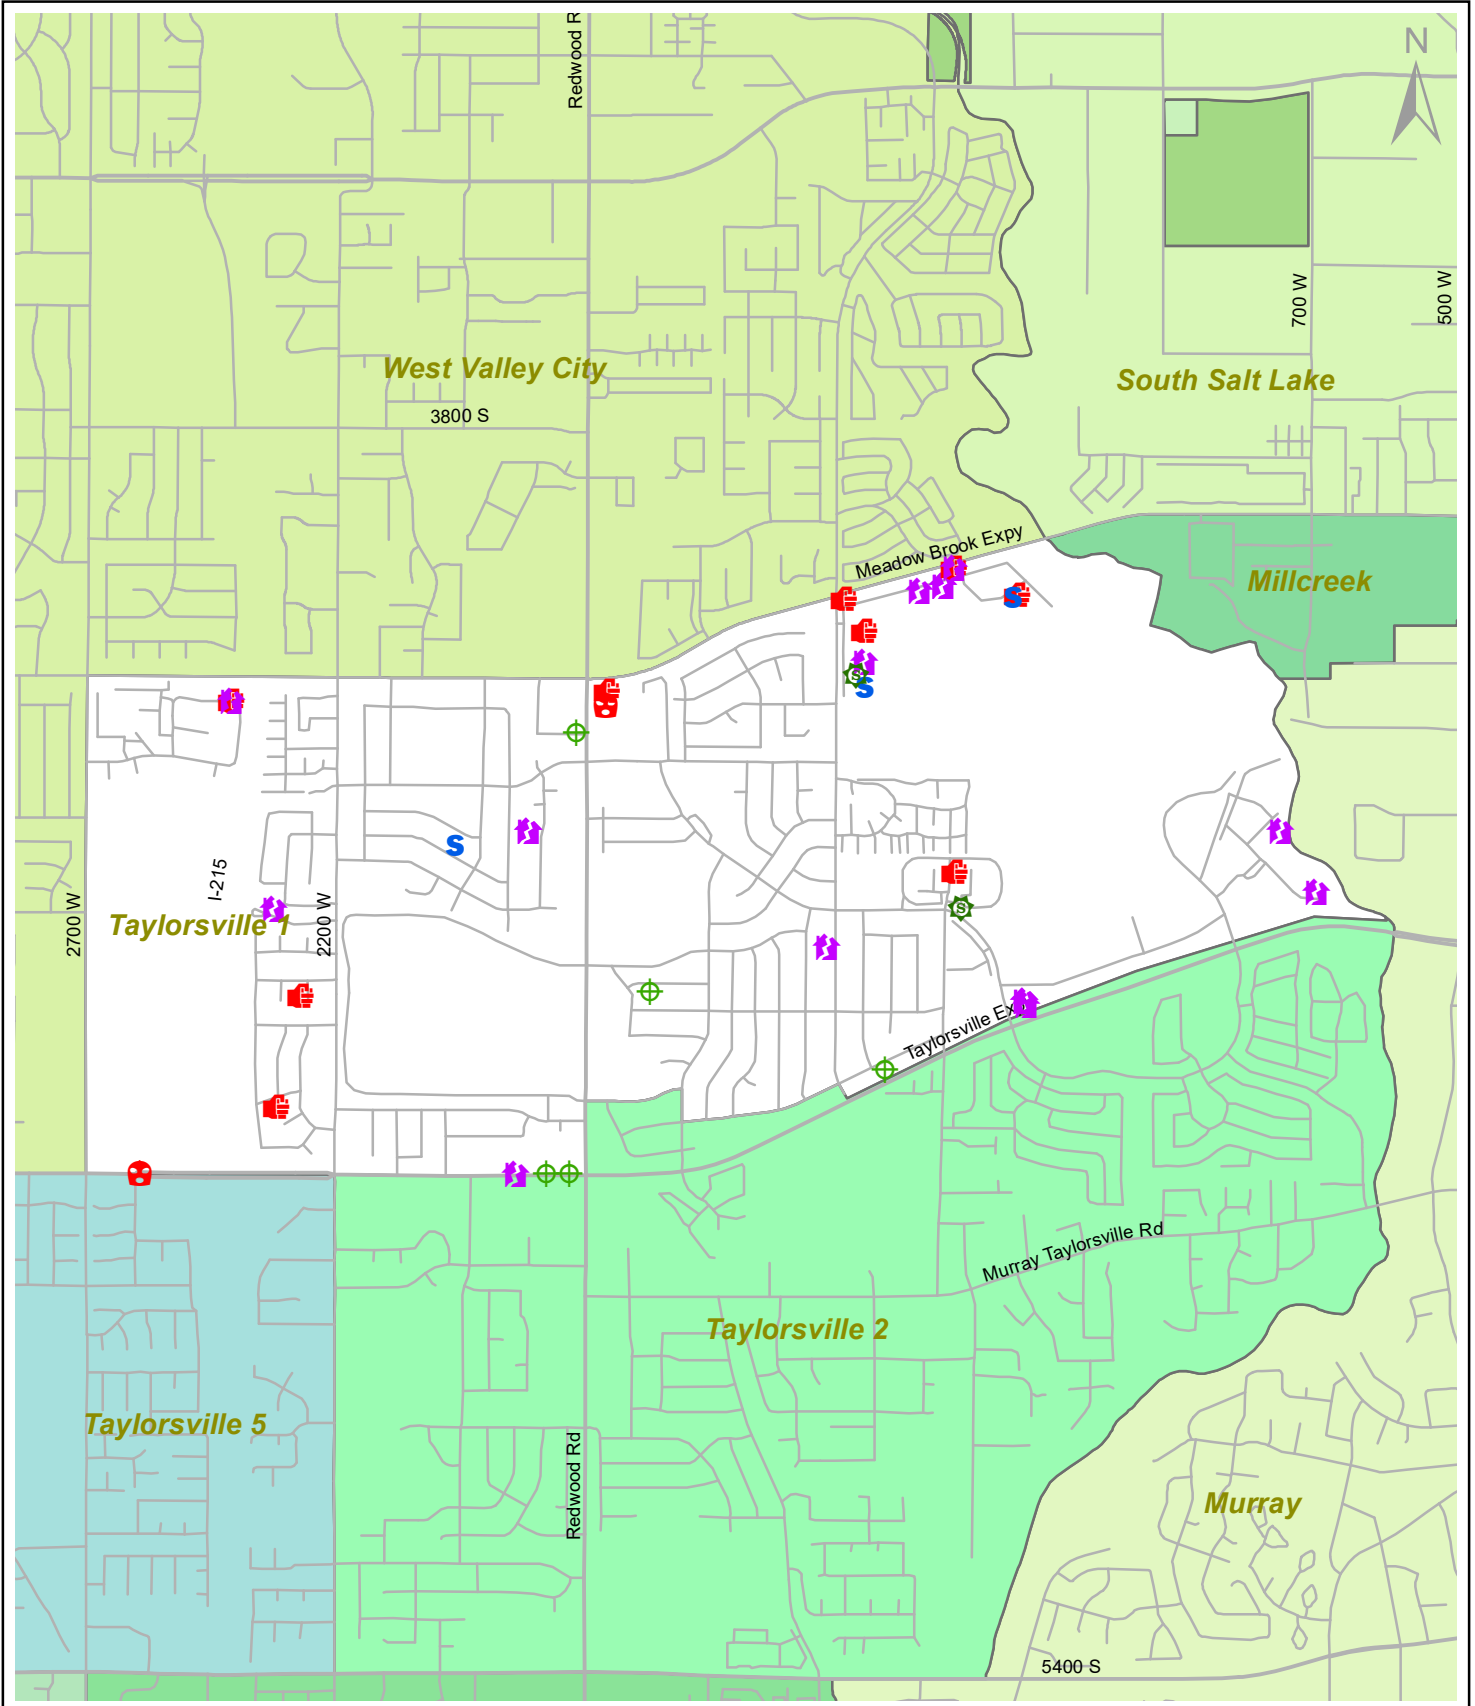 Redwood R
N
700 W
500 W
West Valley City
South Salt Lake
3800 S
Meadow Brook Expy
Millcreek
S
S
S
S
I-215
2700 W
Taylorsville 1
2200 W
S
Taylorsville Ex
Murray Taylorsville Rd
Taylorsville 2
Taylorsville 5
Redwood Rd
Murray
5400 S